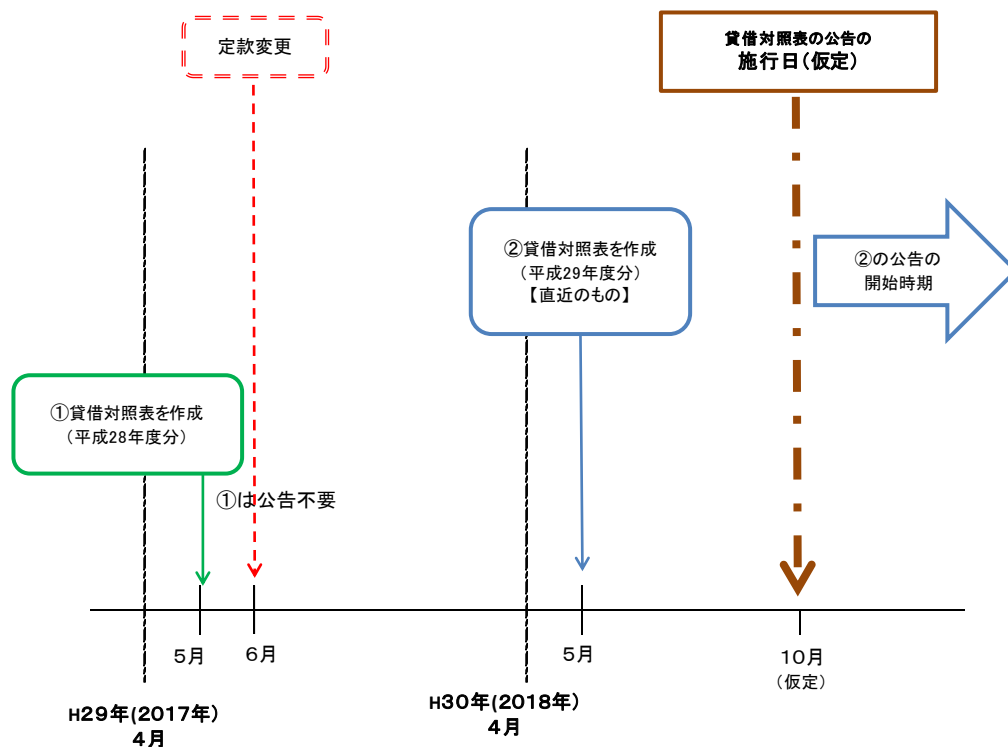 定款変更
貸借対照表の公告の
施行日(仮定)
②貸借対照表を作成
(平成29年度分)
【直近のもの】
②の公告の
開始時期
①貸借対照表を作成
(平成28年度分)
①は公告不要
5月
6月
5月
10月
(仮定)
H29年(2017年)
4月
H30年(2018年)
4月